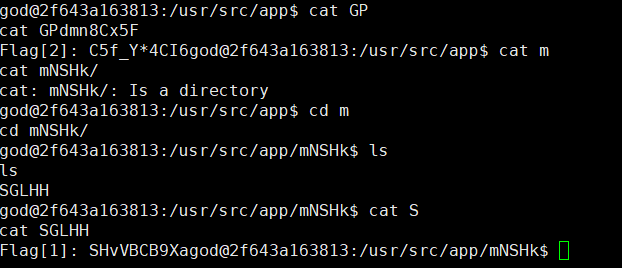 god@2f643a163813:/usr/src/app$ cat GP
cat GPdmn8Cx5F
Flag[2]: C5f_Y*4CI6god@2f643a163813:/usr/src/app$ cat m
cat mNSHk/
cat: mNSHk/: Is a directory
god@2f643a163813:/usr/src/app$ cd m
cd mNSHk/
god@2f643a163813:/usr/src/app/mNSHk$ ls
ls
SGLHH
god@2f643a163813:/usr/src/app/mNSHk$ cat S
cat SGLHH
Flag[1]: SHvVBCB9Xagod@2f643a163813:/usr/src/app/mNSHk$